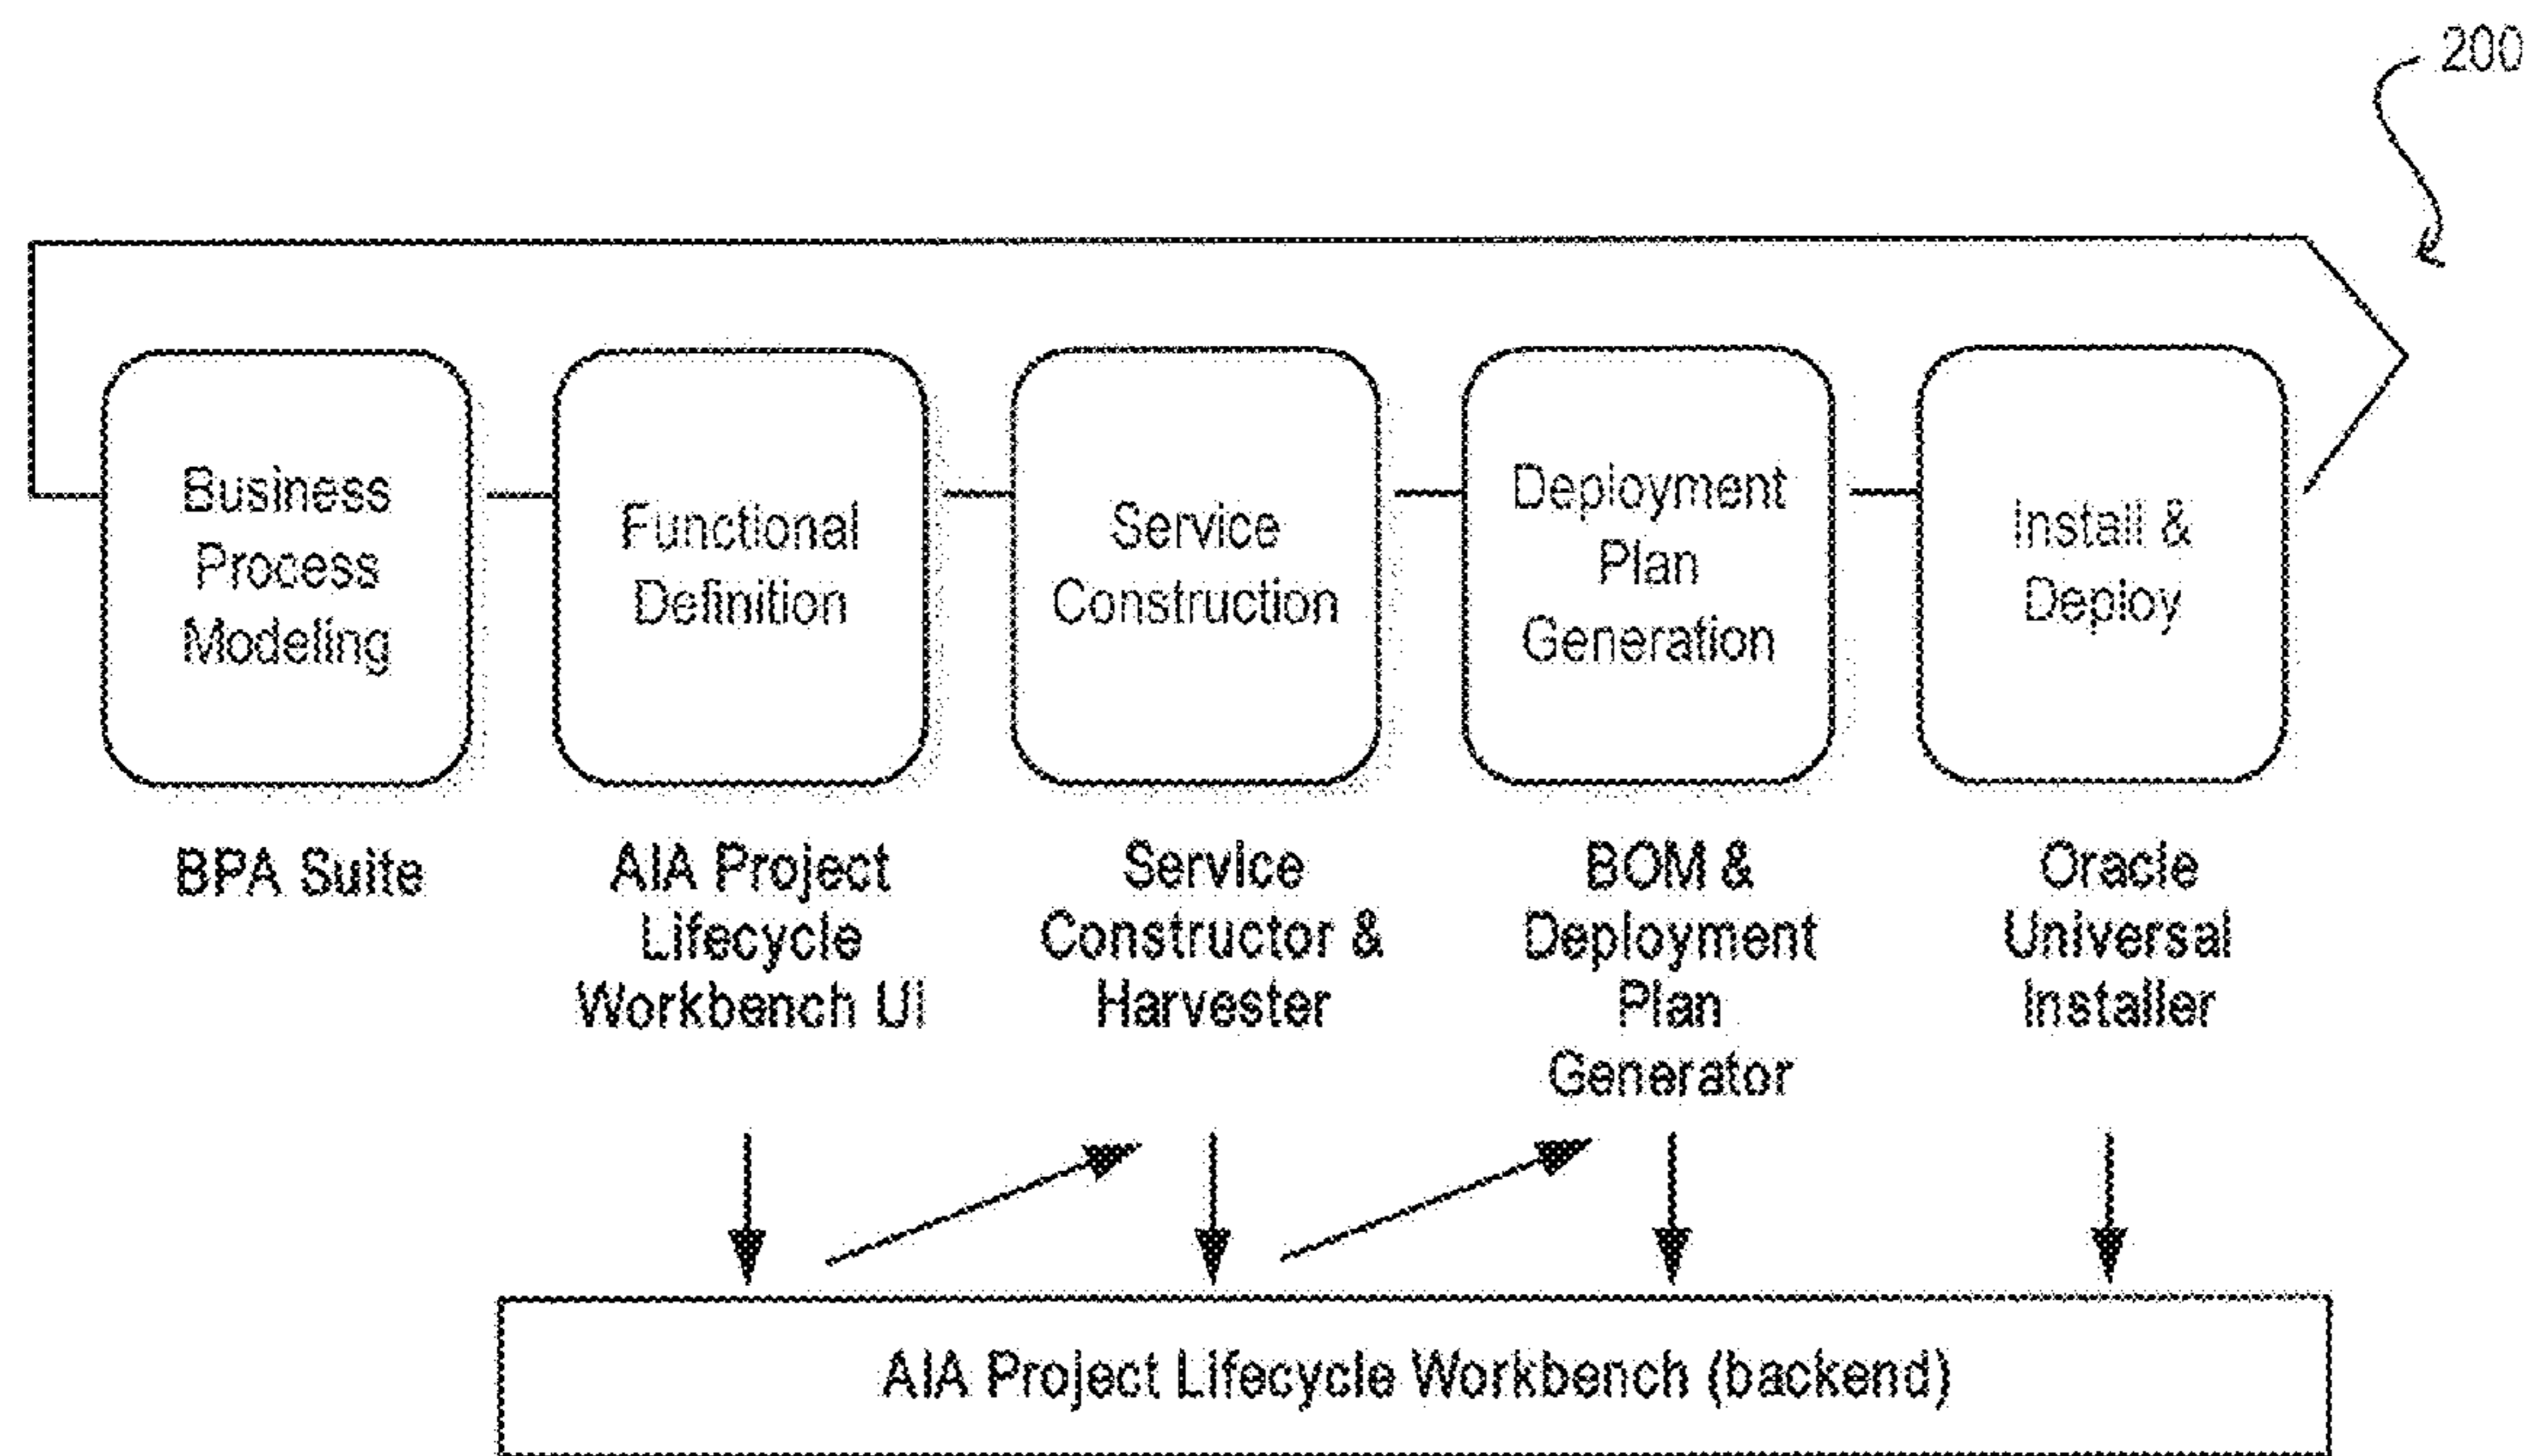 200
Business
Process
Modeling
Functional
Definition
Service
Construction
Deployment
Plan
Generation
Install &
Deploy
BPA Suite
AIA Project
Lifecycle
Workbench UI
Service
Constructor &
Harvester
BOM &
Deployment
Plan
Generator
Oracle
Universal
Installer
AIA Project Lifecycle Workbench (backend)